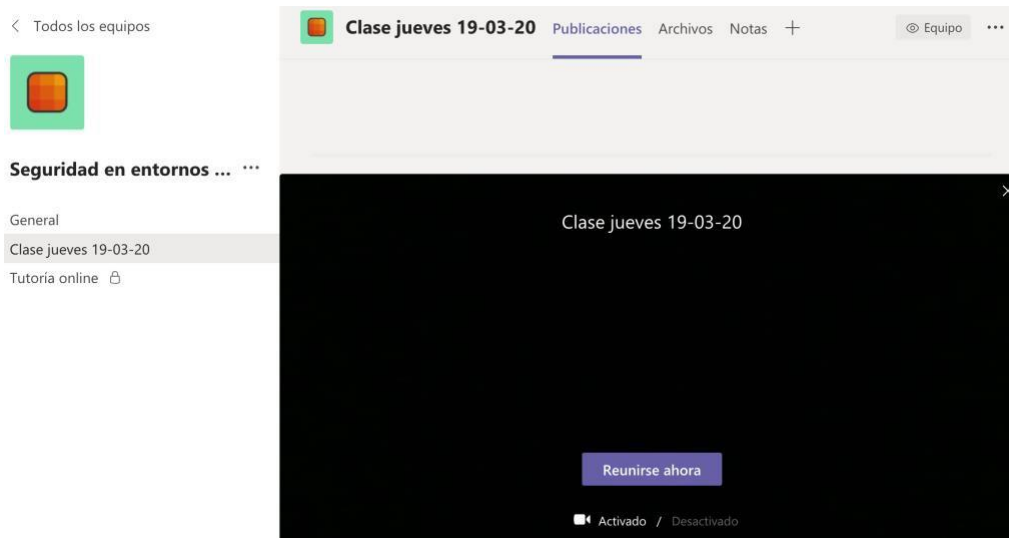 Todos los equipos
Seguridad en entornos ...
General
Clase jueves 19-03-20
Tutoría online
Clase jueves 19-03-20 Publicaciones Archivos Notas Equipo
Clase jueves 19-03-20
Reunirse ahora
Activado / Desactivado